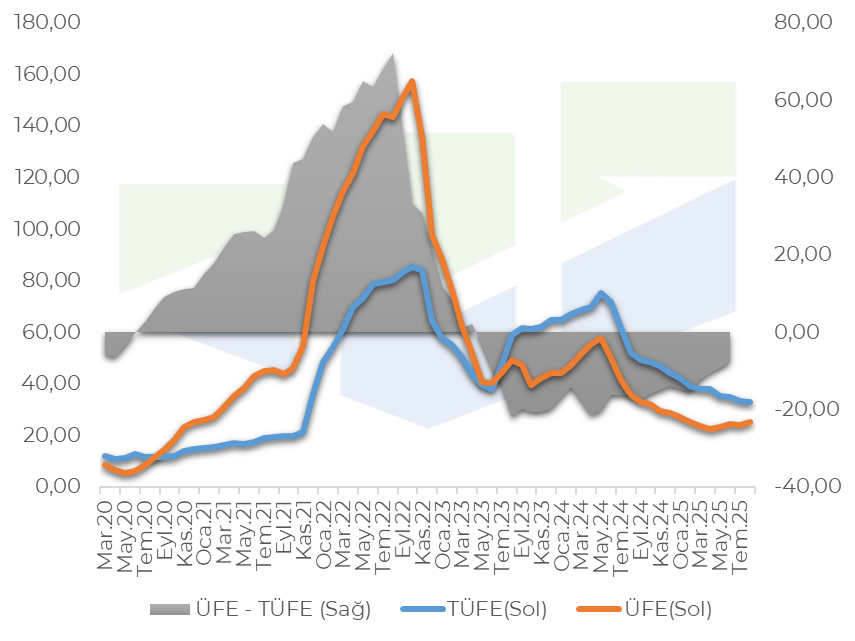 180,00
160,00
140,00
120,00
100,00
80,00
60,00
40,00
20,00
0,00
80,00
60,00
40,00
20,00
0,00
-20,00
-40,00
Mar.20
May.20
Tem.20
Eyl.20
Kas.20
Oca.21
Mar.21
May.21
Tem.21
Eyl.21
Kas.21
Oca.22
Mar.22
May.22
Tem.22
Eyl.22
Kas.22
Oca.23
Mar.23
May.23
Tem.23
Eyl.23
Kas.23
Oca.24
Mar.24
May.24
Tem.24
Eyl.24
Kas.24
Oca.25
Mar.25
May.25
Tem.25
ÜFE - TÜFE (Sağ) TÜFE(Sol) ÜFE(Sol)